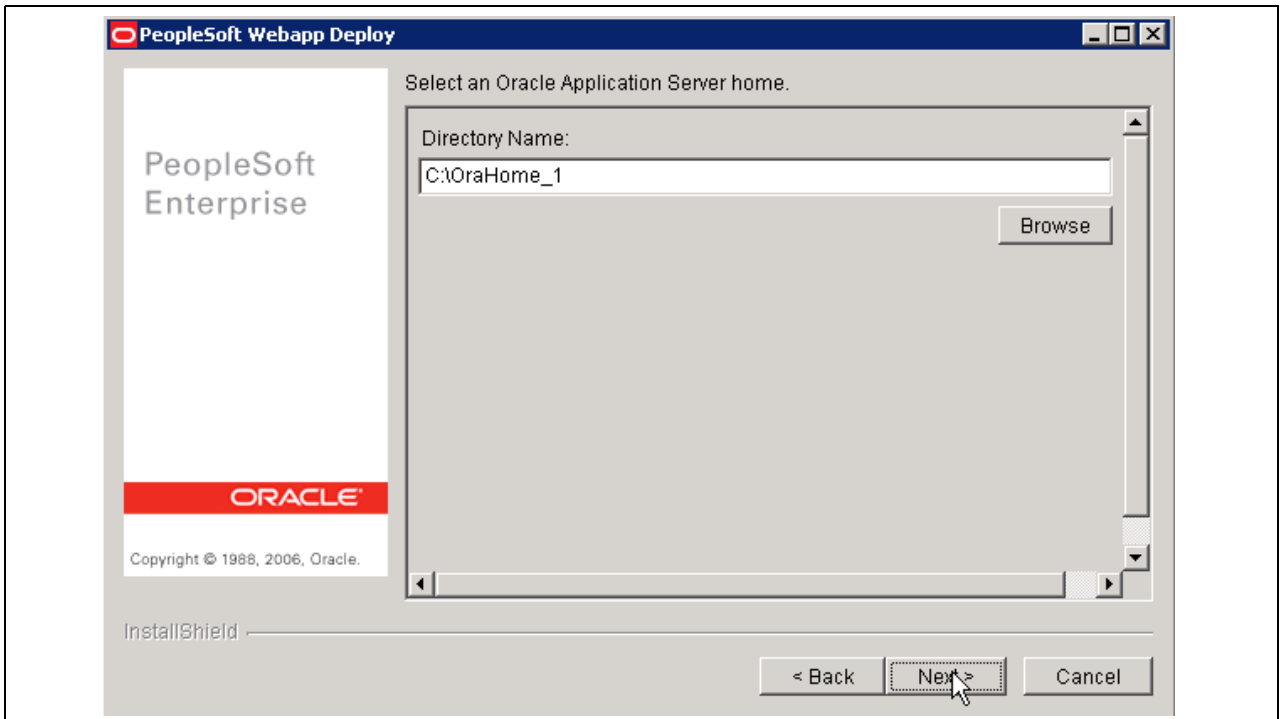 PeopleSoft Webapp Deploy
PeopleSoft
Enterprise
ORACLE
Copyright © 1988, 2006, Oracle.
Select an Oracle Application Server home.
Directory Name:
C:\OraHome_1
Browse
InstallShield
< Back
Next >
Cancel